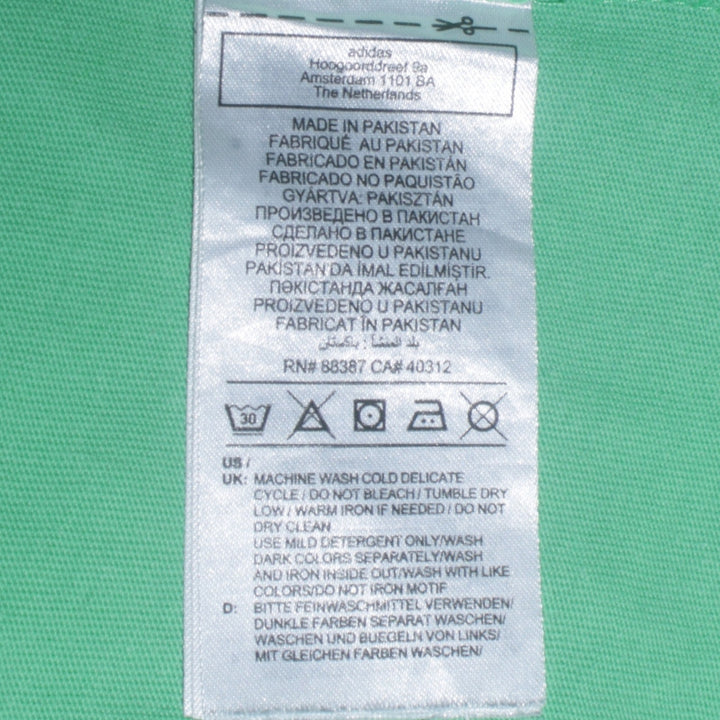 adidas
Hoogoorddreef 9a
Amsterdam 1101 BA
The Netherlands
MADE IN PAKISTAN
FABRIQUÉ AU PAKISTAN
FABRICADO EN PAKISTÁN
FABRICADO NO PAQUISTÃO
GYÁRTVA: PAKISZTÁN
ПРОИЗВЕДЕНО В ПАКИСТАН
СДЕЛАНО В ПАКИСТАНЕ
PROIZVEDENO U PAKISTANU
PAKİSTAN'DA İMAL EDİLMİŞTİR.
ПӘКІСТАНДА ЖАСАЛҒАН
PROIZVEDENO U PAKISTANU
FABRICAT ÎN PAKISTAN
بلد المنشأ : باكستان
RN# 88387 CA# 40312
30
US /
UK: MACHINE WASH COLD DELICATE
CYCLE / DO NOT BLEACH / TUMBLE DRY
LOW / WARM IRON IF NEEDED / DO NOT
DRY CLEAN
USE MILD DETERGENT ONLY/WASH
DARK COLORS SEPARATELY/WASH
AND IRON INSIDE OUT/WASH WITH LIKE
COLORS/DO NOT IRON MOTIF
D: BITTE FEINWASCHMITTEL VERWENDEN/
DUNKLE FARBEN SEPARAT WASCHEN/
WASCHEN UND BUEGELN VON LINKS/
MIT GLEICHEN FARBEN WASCHEN/